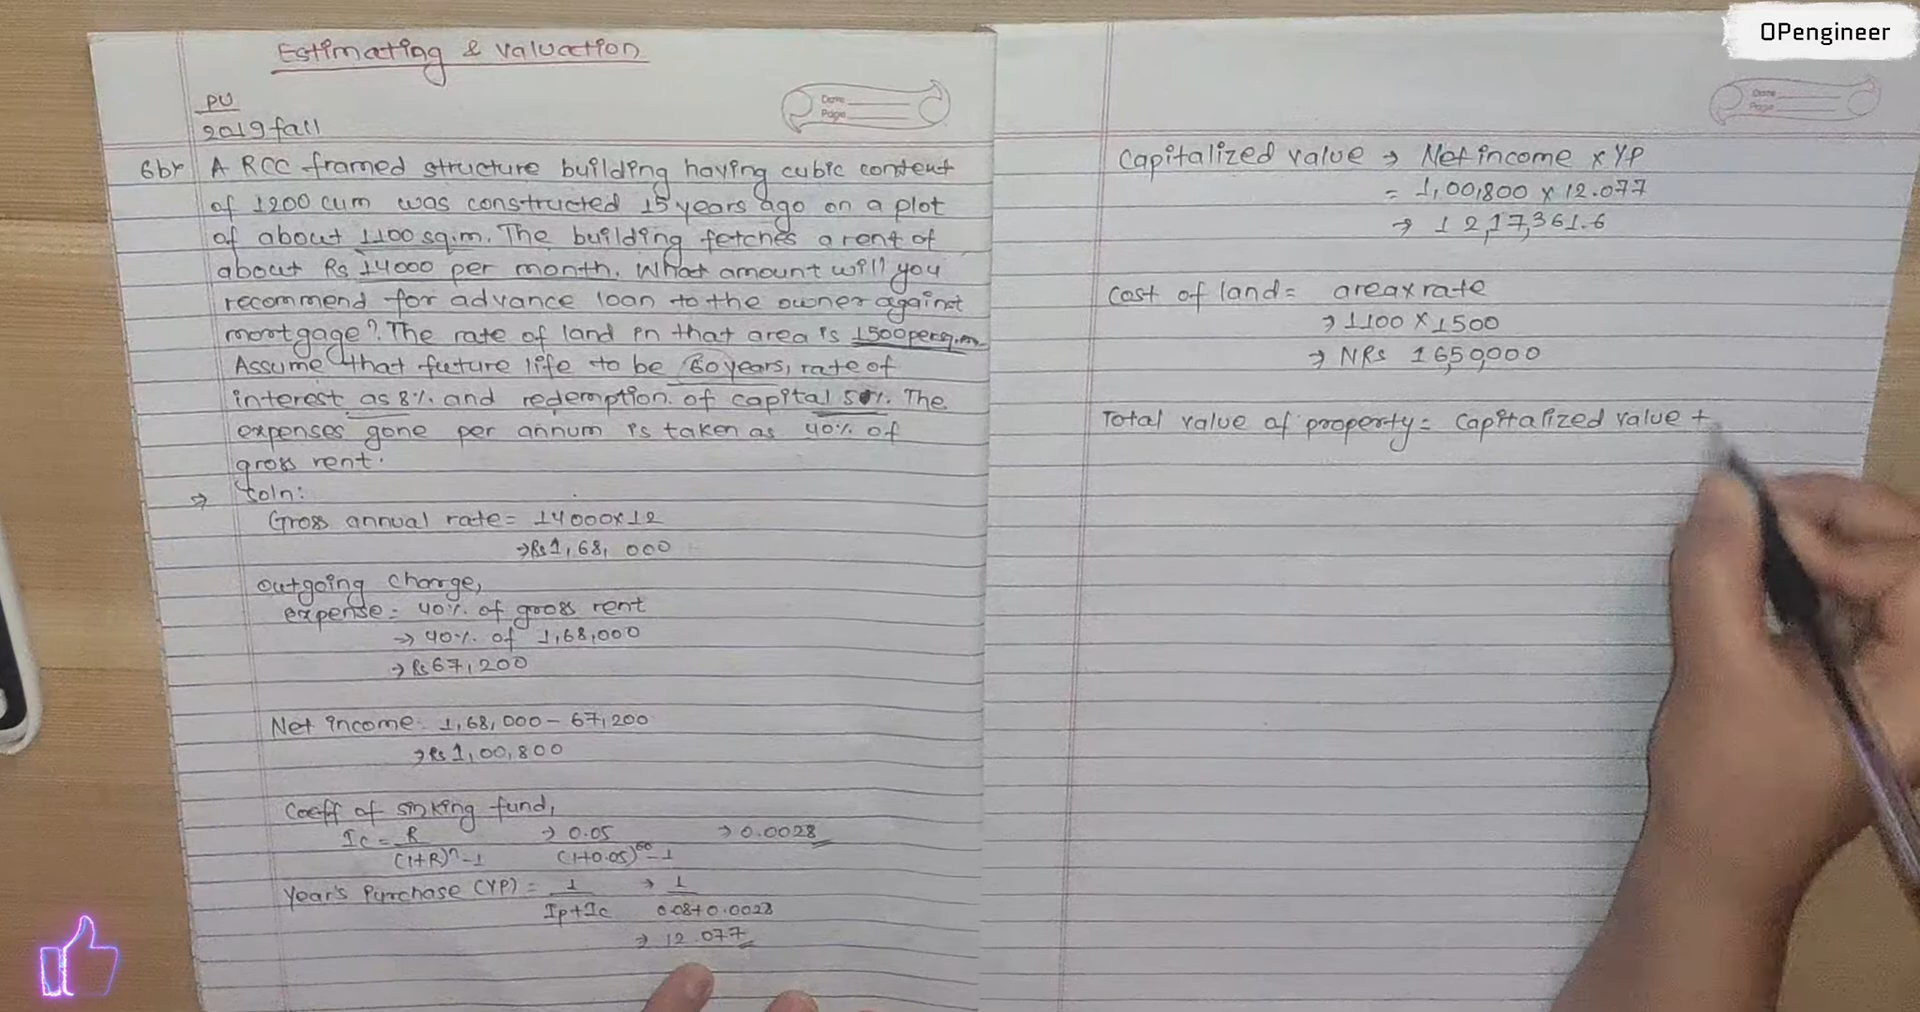 OPengineer
Estimating & valuation
PU
2019 fall
Date
Page
6b) A RCC framed structure building having cubic content
of 1200 cum was constructed 15 years ago on a plot
of about 1100 sq.m. The building fetches a rent of
about Rs 14000 per month. What amount will you
recommend for advance loan to the owner against
mortgage? The rate of land in that area is 1500 per sq.m
Assume that future life to be 60 years, rate of
interest as 8% and redemption of capital 5%. The
expenses gone per annum is taken as 40% of
gross rent.
→ Soln:
Gross annual rate = 14000×12
→ Rs 1,68,000
Outgoing charge,
expense = 40% of gross rent
→ 40% of 1,68,000
→ Rs 67,200
Net income = 1,68,000 - 67,200
→ Rs 1,00,800
Coeff of sinking fund,
Ic = R / (1+R)^n - 1 → 0.05 / (1+0.05)^60 - 1 → 0.0028
Year's Purchase (YP) = 1 / Ip+Ic → 1 / 0.08+0.0028
→ 12.077
Date
Page
Capitalized value → Net income × YP
= 1,00,800 × 12.077
→ 12,17,361.6
Cost of land = area×rate
→ 1100 × 1500
→ NRs 1650,000
Total value of property = Capitalized value +